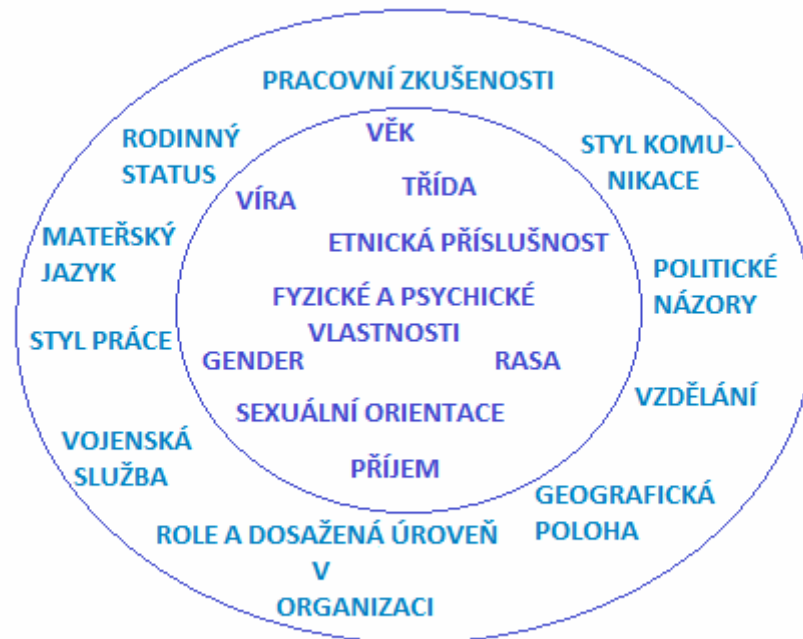 PRACOVNÍ ZKUŠENOSTI
VĚK
RODINNÝ
STATUS
STYL KOMU-
NIKACE
TŘÍDA
VÍRA
MATEŘSKÝ
JAZYK
ETNICKÁ PŘÍSLUŠNOST
POLITICKÉ
NÁZORY
FYZICKÉ A PSYCHICKÉ
VLASTNOSTI
STYL PRÁCE
GENDER
RASA
VZDĚLÁNÍ
SEXUÁLNÍ ORIENTACE
VOJENSKÁ
SLUŽBA
PŘÍJEM
GEOGRAFICKÁ
POLOHA
ROLE A DOSAŽENÁ ÚROVEŇ
V
ORGANIZACI